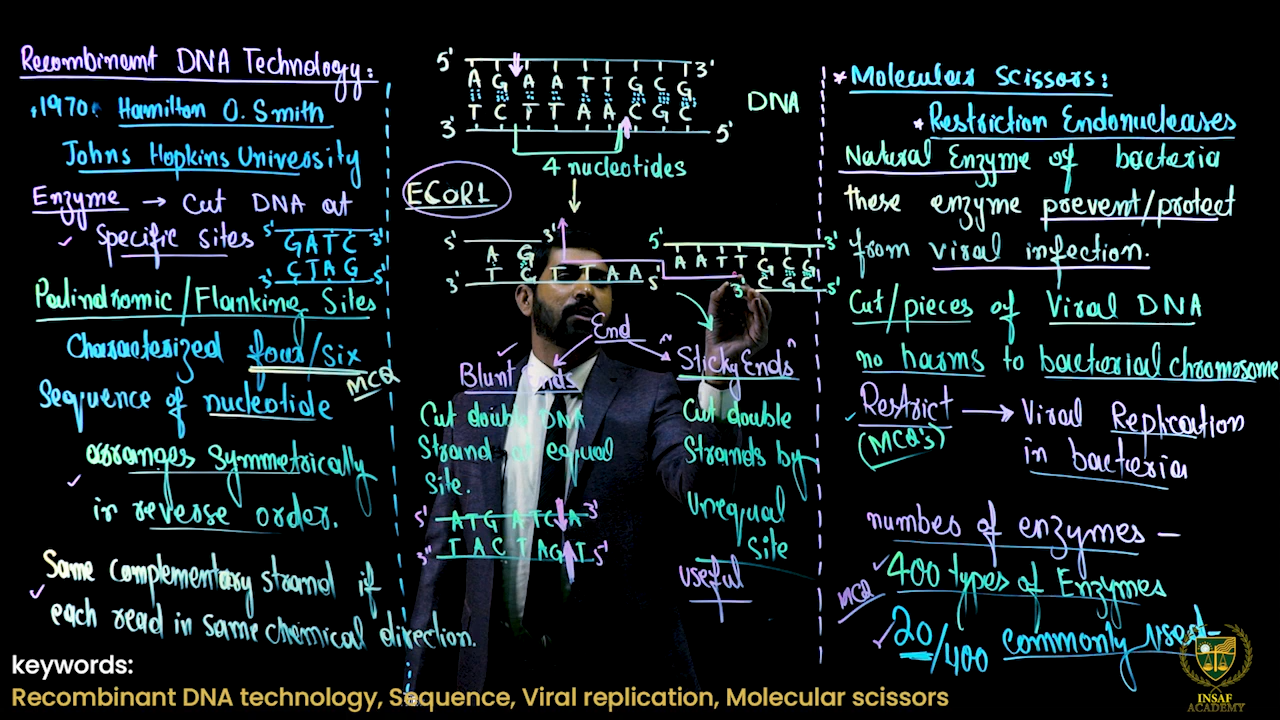 Recombinant DNA Technology:
1970: Hamilton O. Smith
Johns Hopkins University
Enzyme → Cut DNA at
Specific sites
5' 3'
GATC
CTAG
3' 5'
Palindromic/Flanking Sites
Characterized four/six
MCQ
Sequence of nucleotide
arranges symmetrically
in reverse order.
Same complementary strand if
each read in same chemical direction.
5' 3'
A G A A T T G C G
T C T T A A C G C
3' 5'
DNA
4 nucleotides
ECOR1
5' 3'
A G
T C T T A A
3' 5'
5' 3'
A A T T G G G
C G C
3' 5'
End
Blunt Ends
Cut double DNA
Strand at equal
Site.
5' ATG ATC A 3'
3" TAC TAG AT 5'
"Sticky Ends"
Cut double
Strands by
Unequal
Site
useful
* Molecular Scissors:
* Restriction Endonucleases
Natural Enzyme of bacteria
these enzyme prevent/protect
from viral infection.
Cut/pieces of Viral DNA
no harms to bacterial chromosome
Restrict → Viral Replication
(MCQ's)
in bacteria
numbes of enzymes –
400 types of Enzymes
MCQ
20/400 commonly used-
keywords:
Recombinant DNA technology, Sequence, Viral replication, Molecular scissors
INSAF
ACADEMY